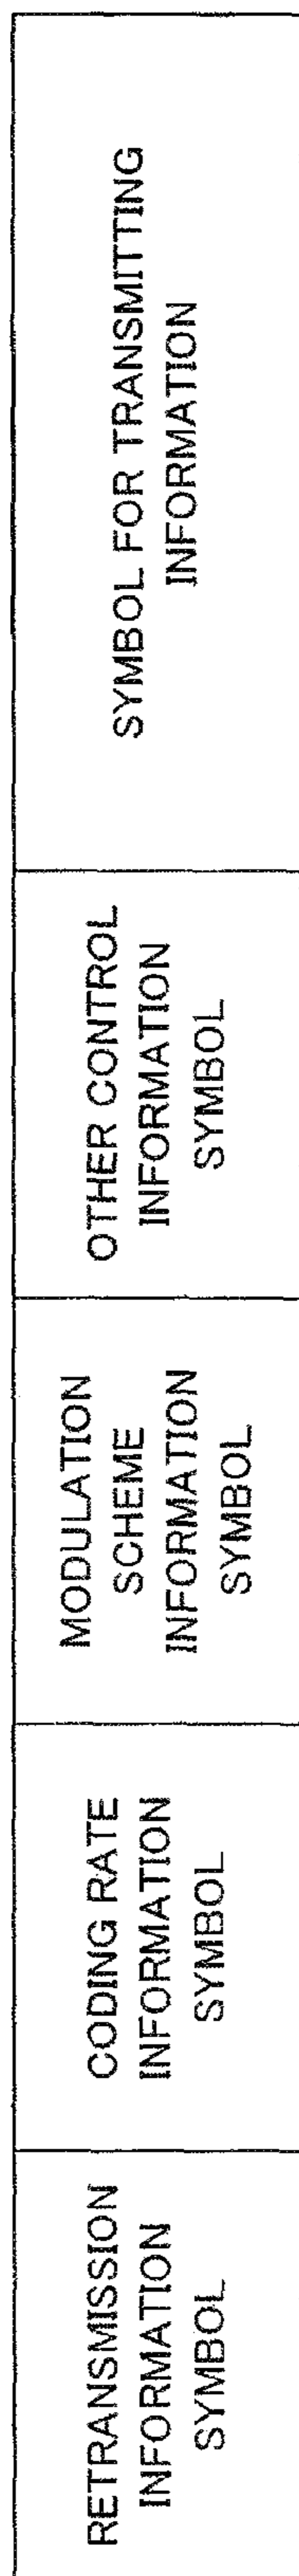 RETRANSMISSION
INFORMATION
SYMBOL
CODING RATE
INFORMATION
SYMBOL
MODULATION
SCHEME
INFORMATION
SYMBOL
OTHER CONTROL
INFORMATION
SYMBOL
SYMBOL FOR TRANSMITTING
INFORMATION